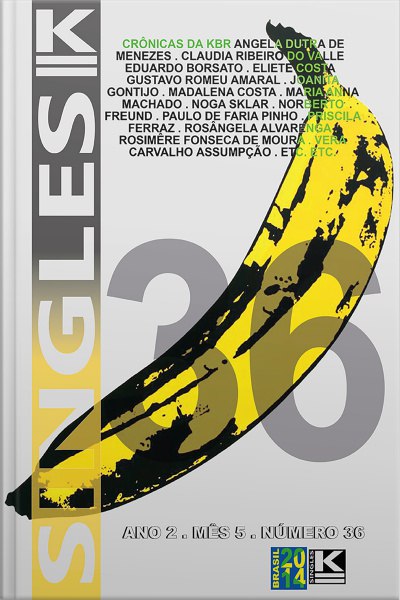 K
SINGLES
CRÔNICAS DA KBR ANGELA DUTRA DE
MENEZES . CLAUDIA RIBEIRO DO VALLE
EDUARDO BORSATO . ELIETE COSTA
GUSTAVO ROMEU AMARAL . JOANITA
GONTIJO . MADALENA COSTA . MARIA ANNA
MACHADO . NOGA SKLAR . NORBERTO
FREUND . PAULO DE FARIA PINHO . PRISCILA
FERRAZ . ROSÂNGELA ALVARENGA .
ROSIMÊRE FONSECA DE MOURA . VERA
CARVALHO ASSUMPÇÃO . ETC. ETC.
36
ANO 2 . MÊS 5 . NÚMERO 36
BRASIL
2014
SINGLES
K